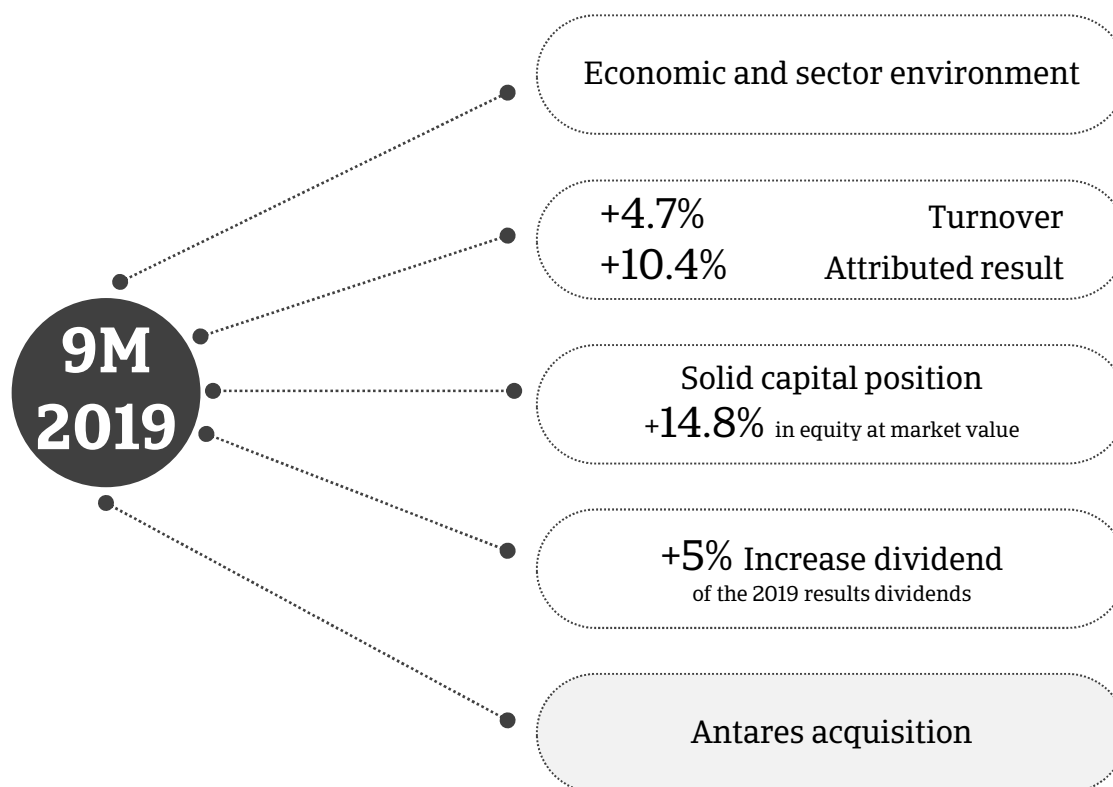 9M
2019
Economic and sector environment
+4.7% Turnover
+10.4% Attributed result
Solid capital position
+14.8% in equity at market value
+5% Increase dividend
of the 2019 results dividends
Antares acquisition